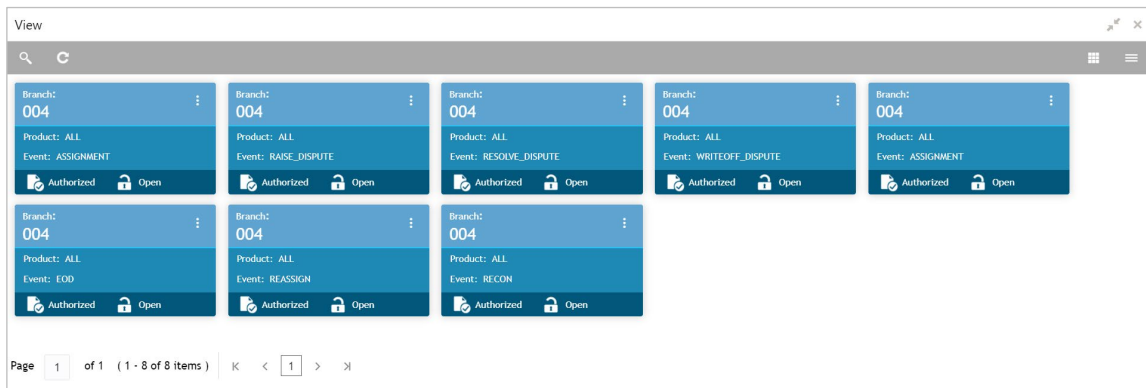 View
Branch:
004
Product: ALL
Event: ASSIGNMENT
Authorized Open
Branch:
004
Product: ALL
Event: RAISE_DISPUTE
Authorized Open
Branch:
004
Product: ALL
Event: RESOLVE_DISPUTE
Authorized Open
Branch:
004
Product: ALL
Event: WRITEOFF_DISPUTE
Authorized Open
Branch:
004
Product: ALL
Event: ASSIGNMENT
Authorized Open
Branch:
004
Product: ALL
Event: EOD
Authorized Open
Branch:
004
Product: ALL
Event: REASSIGN
Authorized Open
Branch:
004
Product: ALL
Event: RECON
Authorized Open
Page 1 of 1 ( 1 - 8 of 8 items ) 1